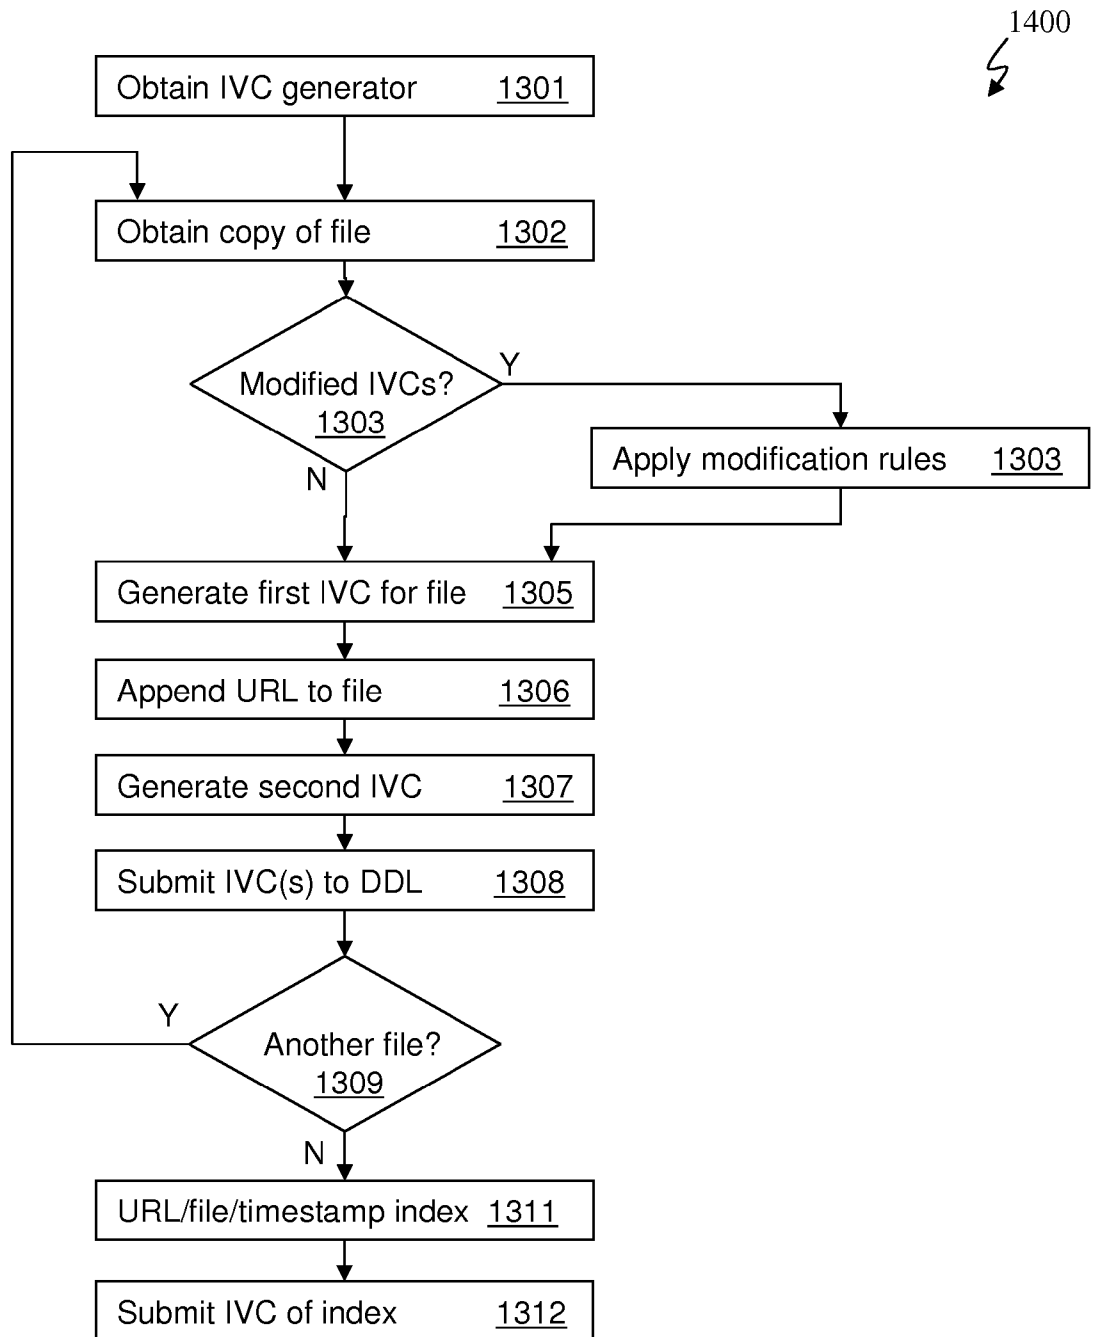 1400
Obtain IVC generator 1301
Obtain copy of file 1302
Modified IVCs?
1303
Y
N
Apply modification rules 1303
Generate first IVC for file 1305
Append URL to file 1306
Generate second IVC 1307
Submit IVC(s) to DDL 1308
Another file?
1309
Y
N
URL/file/timestamp index 1311
Submit IVC of index 1312